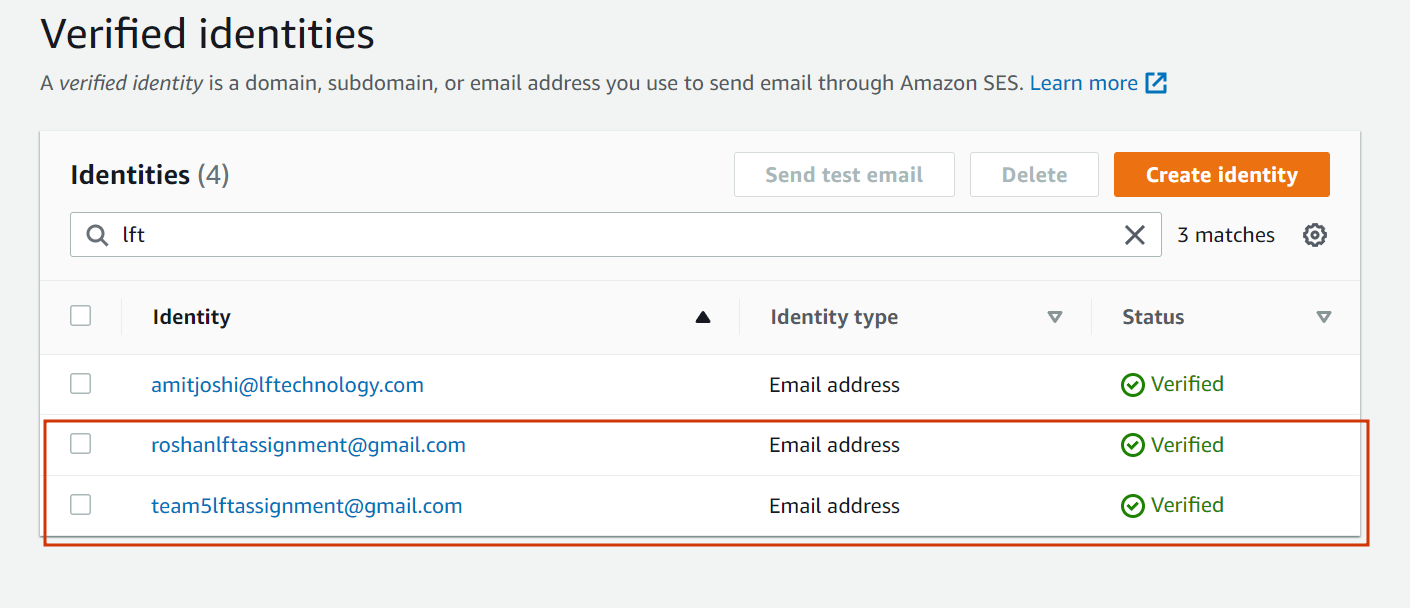 Verified identities
A verified identity is a domain, subdomain, or email address you use to send email through Amazon SES. Learn more
Identities (4)
Send test email
Delete
Create identity
lft
3 matches
Identity Identity type Status
amitjoshi@lftechnology.com Email address Verified
roshanlftassignment@gmail.com Email address Verified
team5lftassignment@gmail.com Email address Verified